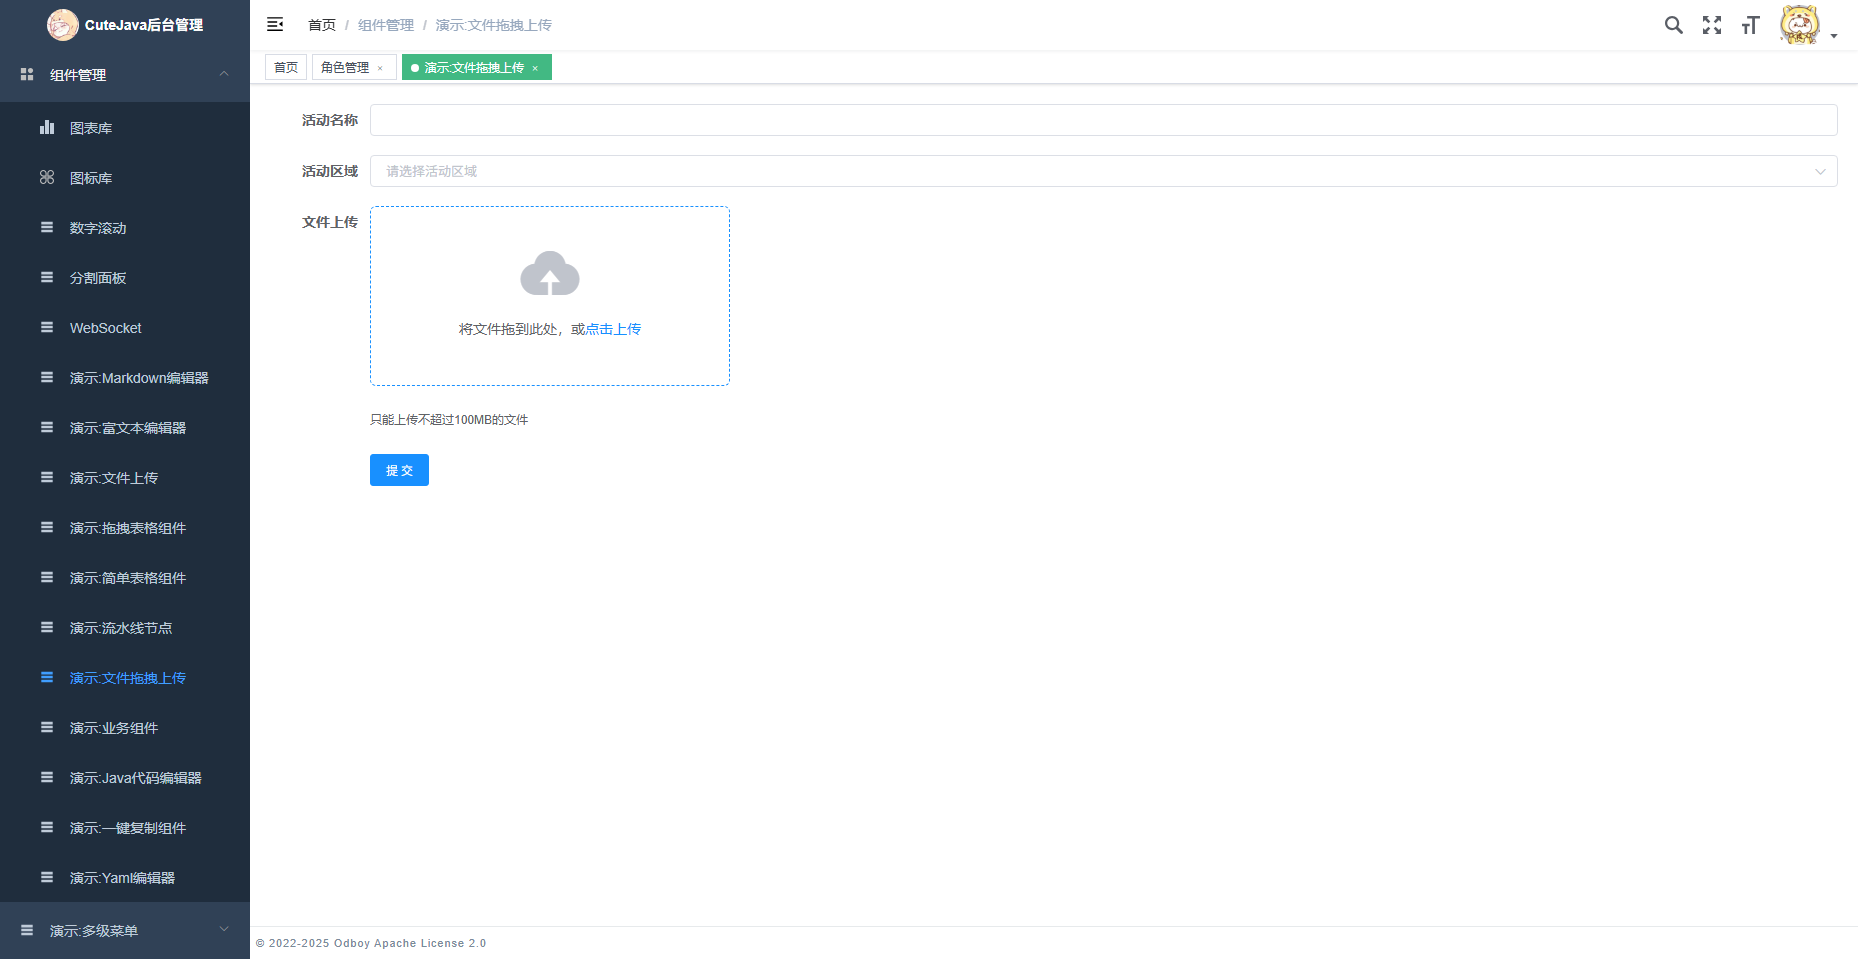 CuteJava后台管理
组件管理
图表库
图标库
数字滚动
分割面板
WebSocket
演示:Markdown编辑器
演示:富文本编辑器
演示:文件上传
演示:拖拽表格组件
演示:简单表格组件
演示:流水线节点
演示:文件拖拽上传
演示:业务组件
演示:Java代码编辑器
演示:一键复制组件
演示:Yaml编辑器
演示:多级菜单
首页 / 组件管理 / 演示:文件拖拽上传
首页 角色管理 × 演示:文件拖拽上传 ×
活动名称
活动区域 请选择活动区域
文件上传
将文件拖到此处，或点击上传
只能上传不超过100MB的文件
提交
© 2022-2025 Odboy Apache License 2.0